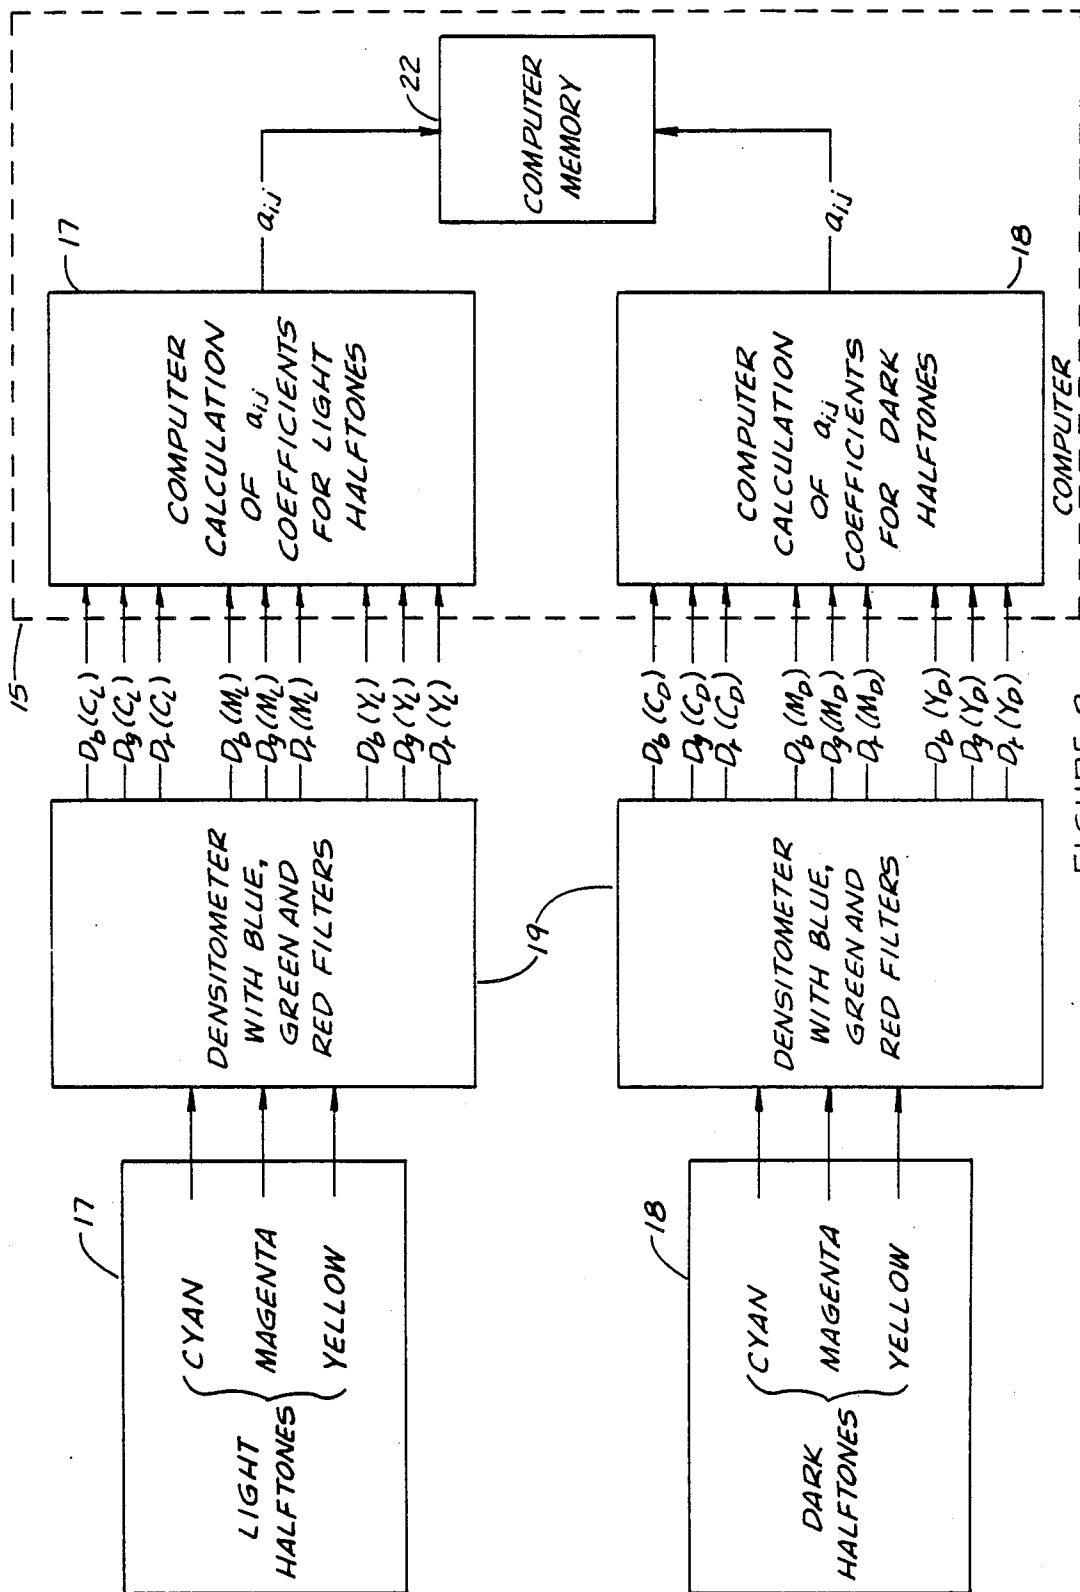 15
17
LIGHT
HALFTONES
CYAN
MAGENTA
YELLOW
DENSITOMETER
WITH BLUE,
GREEN AND
RED FILTERS
D_b(C_L)
D_g(C_L)
D_r(C_L)
D_b(M_L)
D_g(M_L)
D_r(M_L)
D_b(Y_L)
D_g(Y_L)
D_r(Y_L)
17
COMPUTER
CALCULATION
OF a_ij
COEFFICIENTS
FOR LIGHT
HALFTONES
a_ij
22
COMPUTER
MEMORY
19
18
DARK
HALFTONES
CYAN
MAGENTA
YELLOW
DENSITOMETER
WITH BLUE,
GREEN AND
RED FILTERS
D_b(C_D)
D_g(C_D)
D_r(C_D)
D_b(M_D)
D_g(M_D)
D_r(M_D)
D_b(Y_D)
D_g(Y_D)
D_r(Y_D)
COMPUTER
CALCULATION
OF a_ij
COEFFICIENTS
FOR DARK
HALFTONES
18
a_ij
COMPUTER